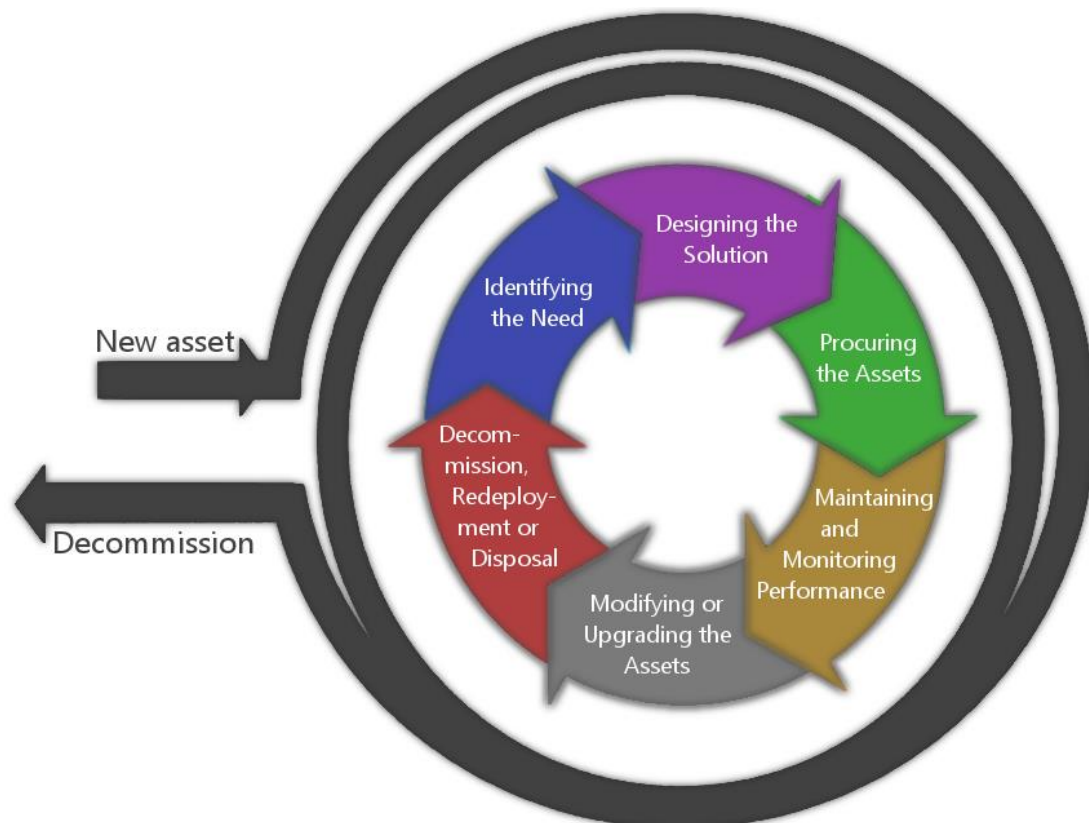 New asset
Decommission
Identifying
the Need
Designing the
Solution
Procuring
the Assets
Maintaining
and
Monitoring
Performance
Modifying or
Upgrading the
Assets
Decom-
mission,
Redeploy-
ment or
Disposal